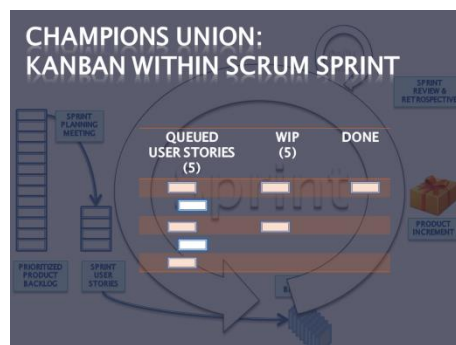 CHAMPIONS UNION:
KANBAN WITHIN SCRUM SPRINT
SPRINT
PLANNING
MEETING
SPRINT
REVIEW &
RETROSPECTIVE
QUEUED
USER STORIES
(5)
WIP
(5)
DONE
Sprint
PRODUCT
INCREMENT
PRIORITIZED
PRODUCT
BACKLOG
SPRINT
USER
STORIES